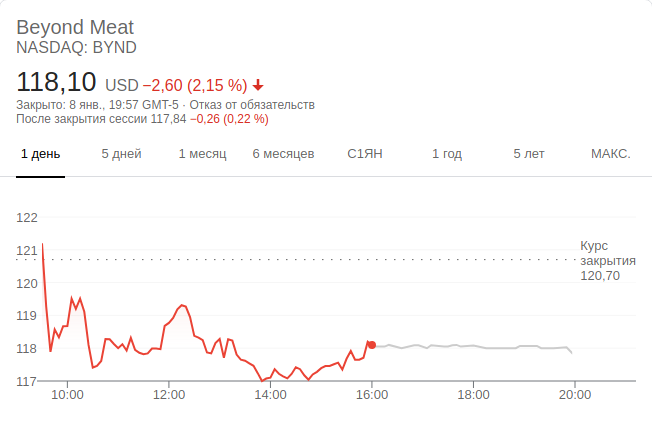 Beyond Meat
NASDAQ: BYND
118,10 USD −2,60 (2,15 %)
Закрыто: 8 янв., 19:57 GMT-5 · Отказ от обязательств
После закрытия сессии 117,84 −0,26 (0,22 %)
1 день 5 дней 1 месяц 6 месяцев С1ЯН 1 год 5 лет МАКС.
122
121
120
119
118
117
Курс
закрытия
120,70
10:00 12:00 14:00 16:00 18:00 20:00